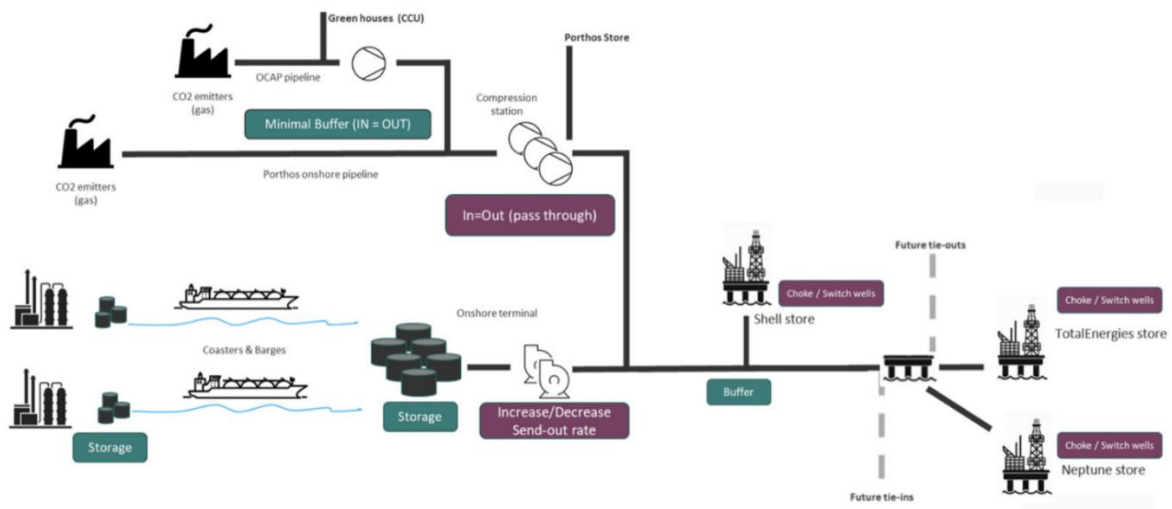 Green houses (CCU)
Porthos Store
OCAP pipeline
CO2 emitters
(gas)
Compression
station
Minimal Buffer (IN = OUT)
Porthos onshore pipeline
CO2 emitters
(gas)
In=Out (pass through)
Future tie-outs
Choke / Switch wells
Shell store
Choke / Switch wells
TotalEnergies store
Onshore terminal
Coasters & Barges
Buffer
Storage
Increase/Decrease
Send-out rate
Storage
Choke / Switch wells
Neptune store
Future tie-ins